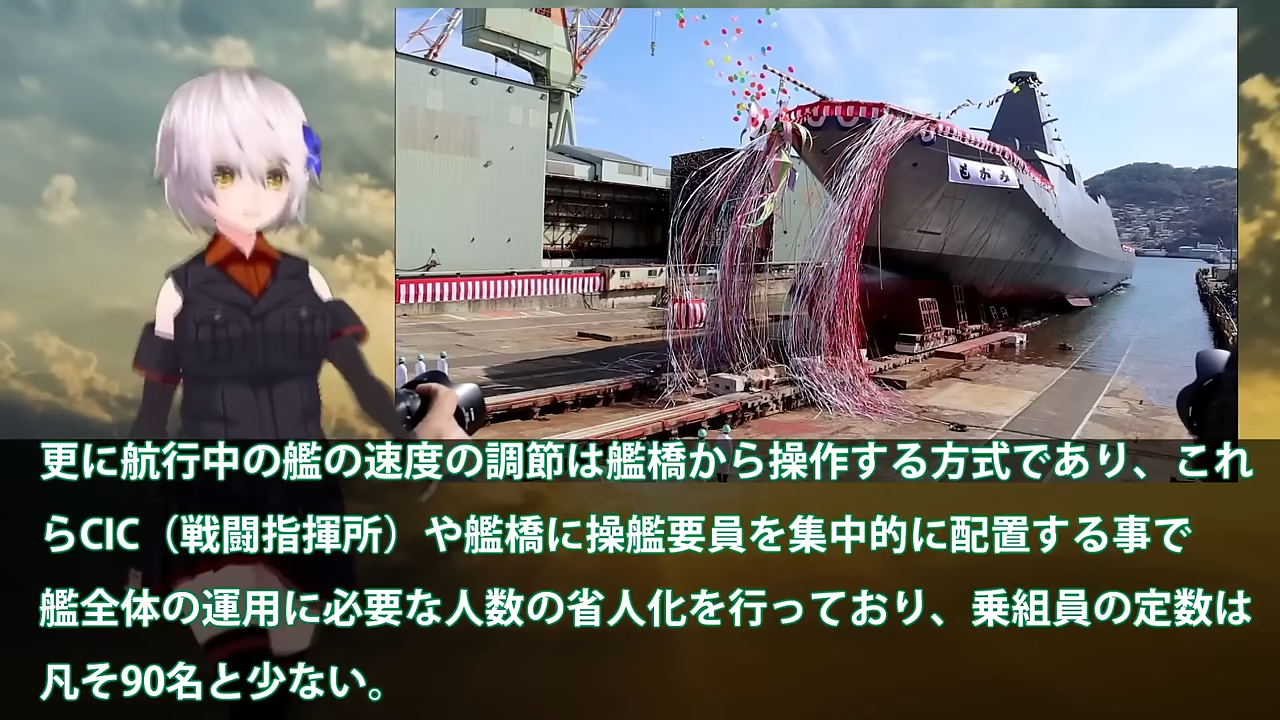 もがみ
更に航行中の艦の速度の調節は艦橋から操作する方式であり、これ
らCIC（戦闘指揮所）や艦橋に操艦要員を集中的に配置する事で
艦全体の運用に必要な人数の省人化を行っており、乗組員の定数は
凡そ90名と少ない。